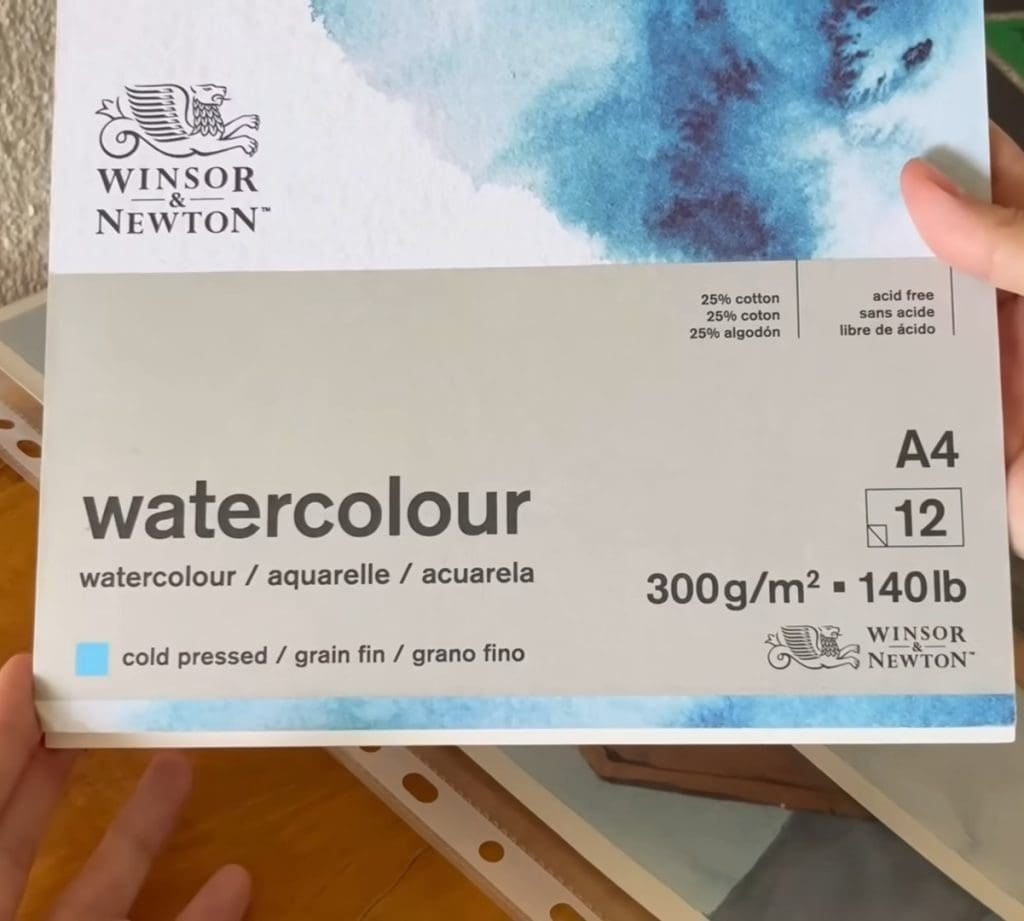 WINSOR
&
NEWTON™
25% cotton
25% coton
25% algodón
acid free
sans acide
libre de ácido
A4
12
watercolour
watercolour / aquarelle / acuarela
300g/m² ▪ 140lb
cold pressed / grain fin / grano fino
WINSOR
&
NEWTON™